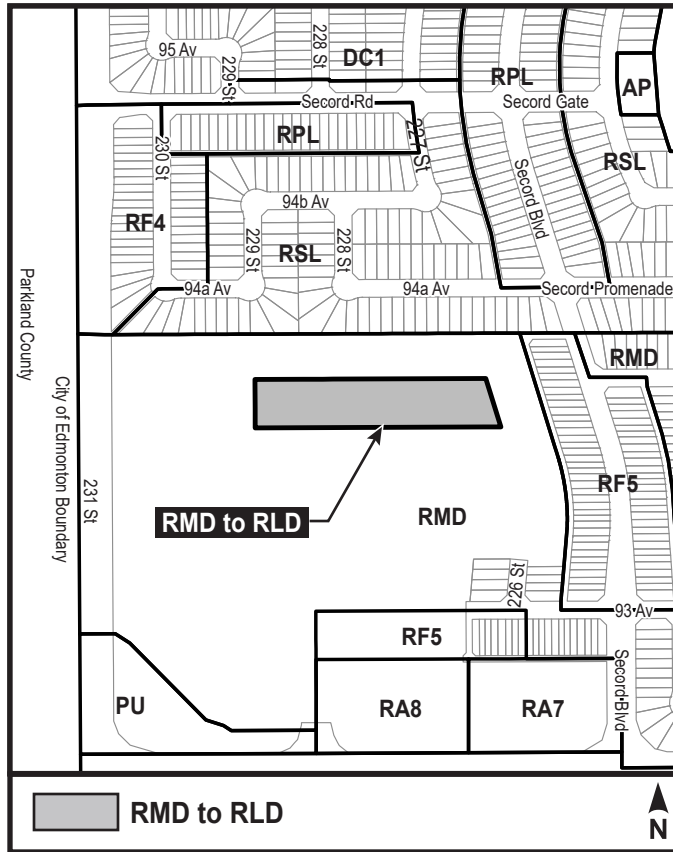 95 Av
229 St
228 St
DC1
RPL
AP
Secord Rd
Secord Gate
RPL
227 St
230 St
RSL
Secord Blvd
94b Av
RF4
229 St
RSL
228 St
94a Av
94a Av
Secord Promenade
Parkland County
City of Edmonton Boundary
231 St
RMD
RF5
RMD to RLD
RMD
226 St
93 Av
RF5
Secord Blvd
PU
RA8
RA7
RMD to RLD
N